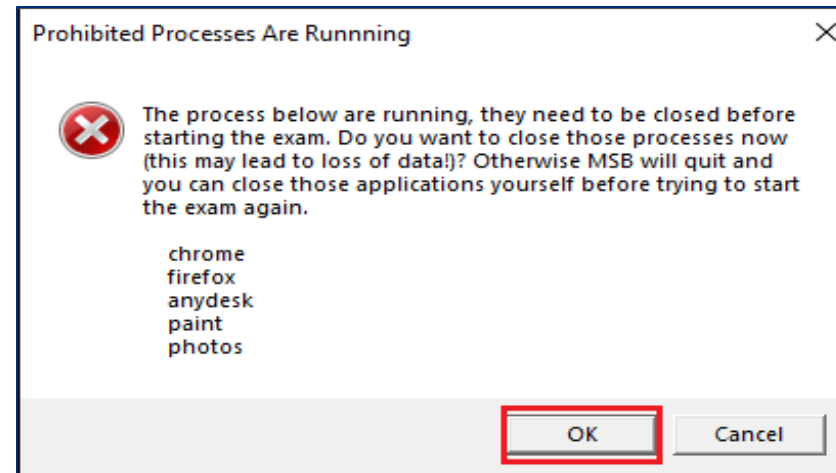 Prohibited Processes Are Runnning
The process below are running, they need to be closed before
starting the exam. Do you want to close those processes now
(this may lead to loss of data!)? Otherwise MSB will quit and
you can close those applications yourself before trying to start
the exam again.
chrome
firefox
anydesk
paint
photos
OK
Cancel